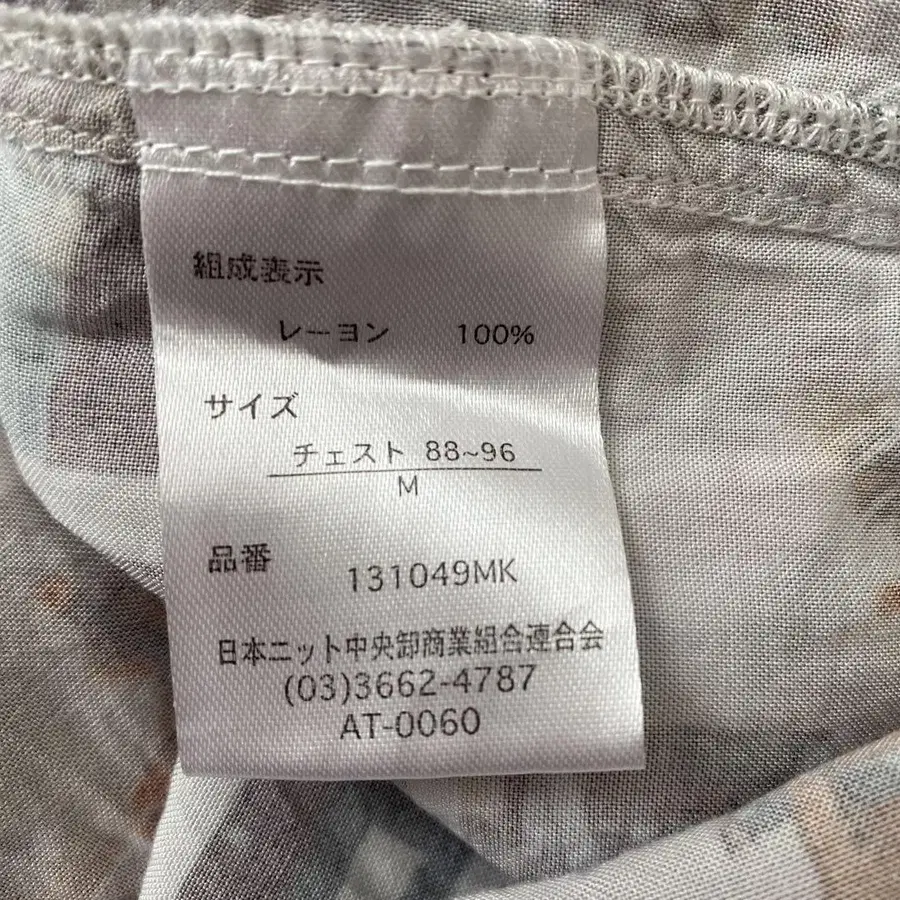 組成表示
レーヨン 100%
サイズ
チェスト 88~96
M
品番
131049MK
日本ニット中央卸商業組合連合会
(03)3662-4787
AT-0060